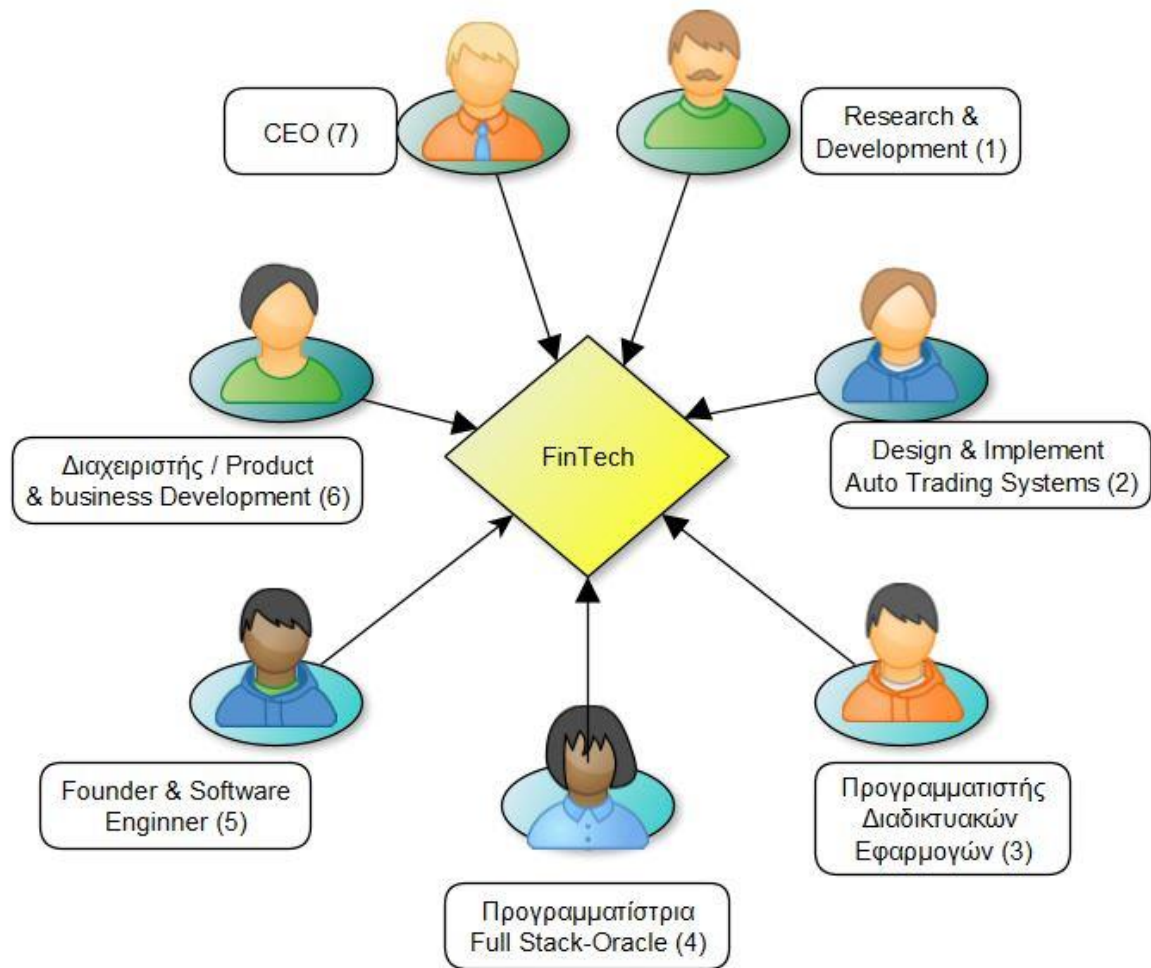 CEO (7)
Research &
Development (1)
Διαχειριστής / Product
& business Development (6)
FinTech
Design & Implement
Auto Trading Systems (2)
Founder & Software
Enginner (5)
Προγραμματιστής
Διαδικτυακών
Εφαρμογών (3)
Προγραμματίστρια
Full Stack-Oracle (4)